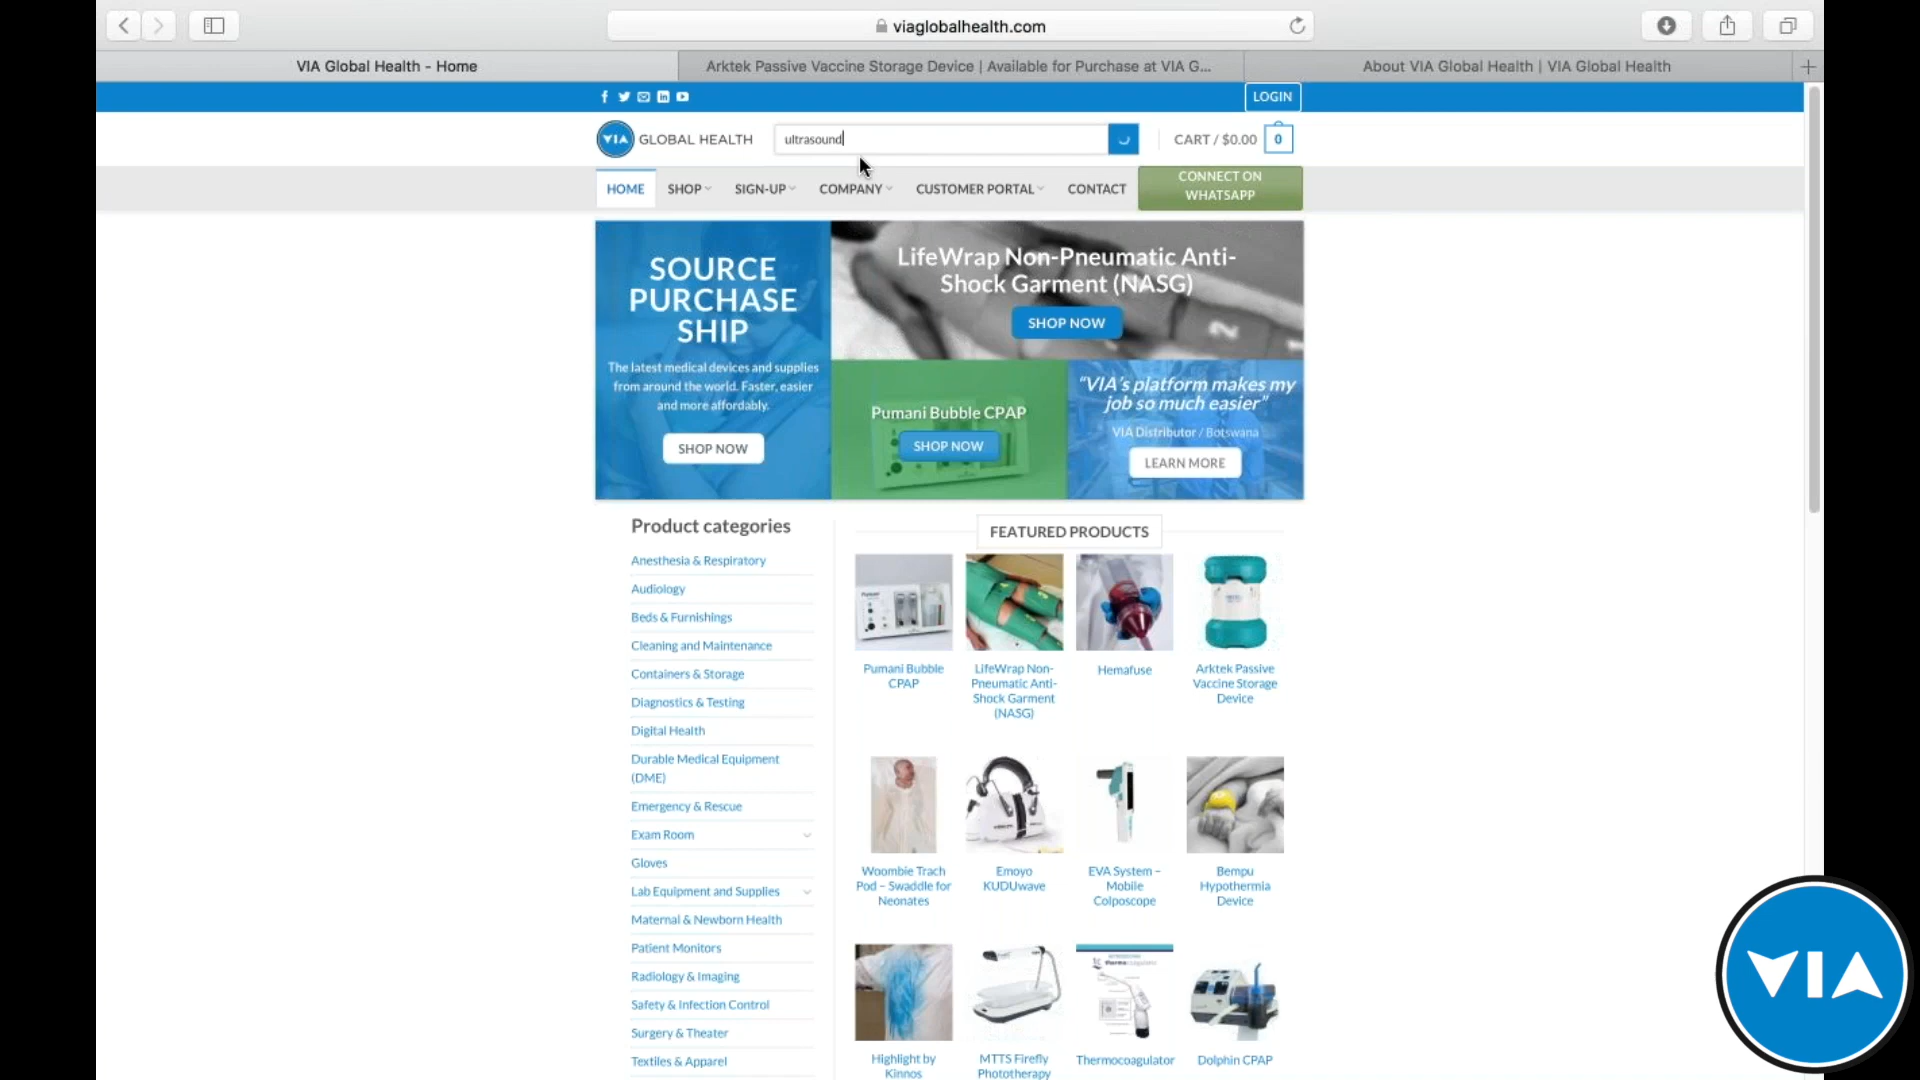 viaglobalhealth.com
VIA Global Health - Home
Arktek Passive Vaccine Storage Device | Available for Purchase at VIA G...
About VIA Global Health | VIA Global Health
LOGIN
VIA GLOBAL HEALTH
ultrasound
CART / $0.00 0
HOME SHOP SIGN-UP COMPANY CUSTOMER PORTAL CONTACT
CONNECT ON
WHATSAPP
SOURCE
PURCHASE
SHIP
The latest medical devices and supplies
from around the world. Faster, easier
and more affordably.
SHOP NOW
LifeWrap Non-Pneumatic Anti-
Shock Garment (NASG)
SHOP NOW
Pumani Bubble CPAP
SHOP NOW
“VIA’s platform makes my
job so much easier”
VIA Distributor / Botswana
LEARN MORE
Product categories
Anesthesia & Respiratory
Audiology
Beds & Furnishings
Cleaning and Maintenance
Containers & Storage
Diagnostics & Testing
Digital Health
Durable Medical Equipment
(DME)
Emergency & Rescue
Exam Room
Gloves
Lab Equipment and Supplies
Maternal & Newborn Health
Patient Monitors
Radiology & Imaging
Safety & Infection Control
Surgery & Theater
Textiles & Apparel
FEATURED PRODUCTS
Pumani Bubble
CPAP
LifeWrap Non-
Pneumatic Anti-
Shock Garment
(NASG)
Hemafuse
Arktek Passive
Vaccine Storage
Device
Woombie Trach
Pod – Swaddle for
Neonates
Emoyo
KUDUwave
EVA System –
Mobile
Colposcope
Bempu
Hypothermia
Device
Highlight by
Kinnos
MTTS Firefly
Phototherapy
Thermocoagulator
Dolphin CPAP
VIA